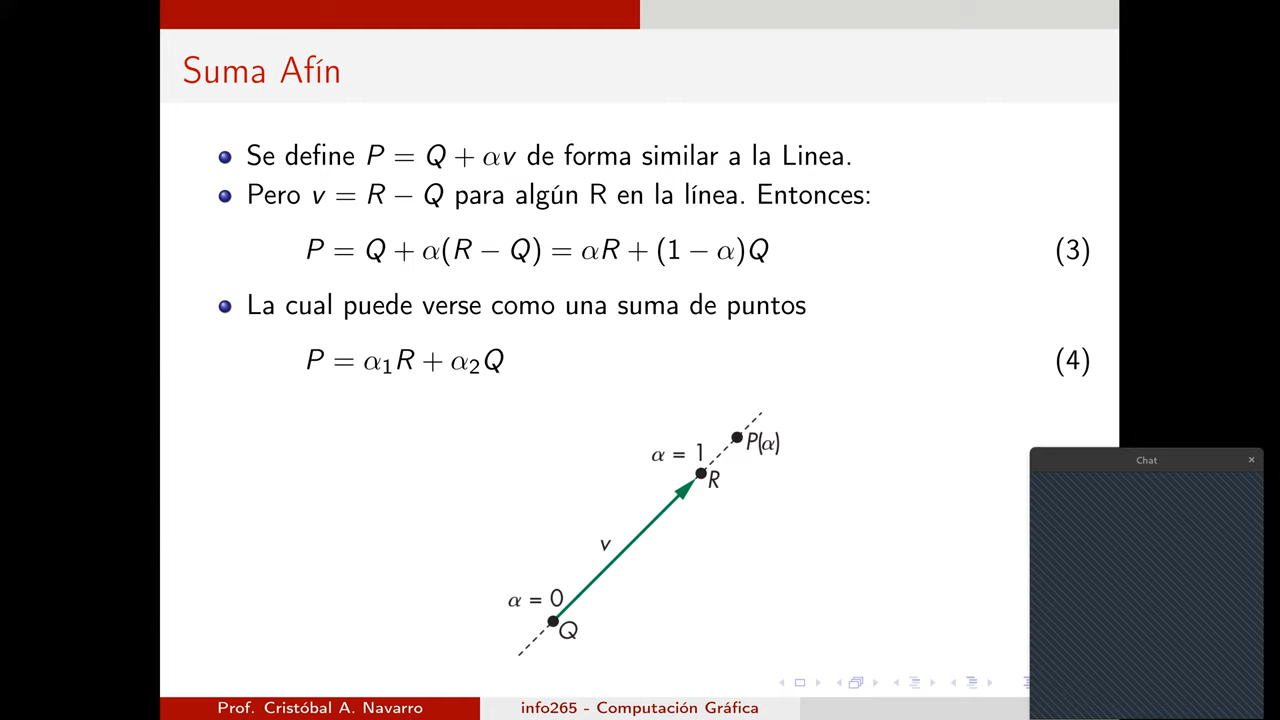 Suma Afín
Se define P = Q + αv de forma similar a la Linea.
Pero v = R − Q para algún R en la línea. Entonces:
P = Q + α(R − Q) = αR + (1 − α)Q (3)
La cual puede verse como una suma de puntos
P = α₁R + α₂Q (4)
P(α)
α = 1
R
v
α = 0
Q
Chat ×
Prof. Cristóbal A. Navarro info265 - Computación Gráfica